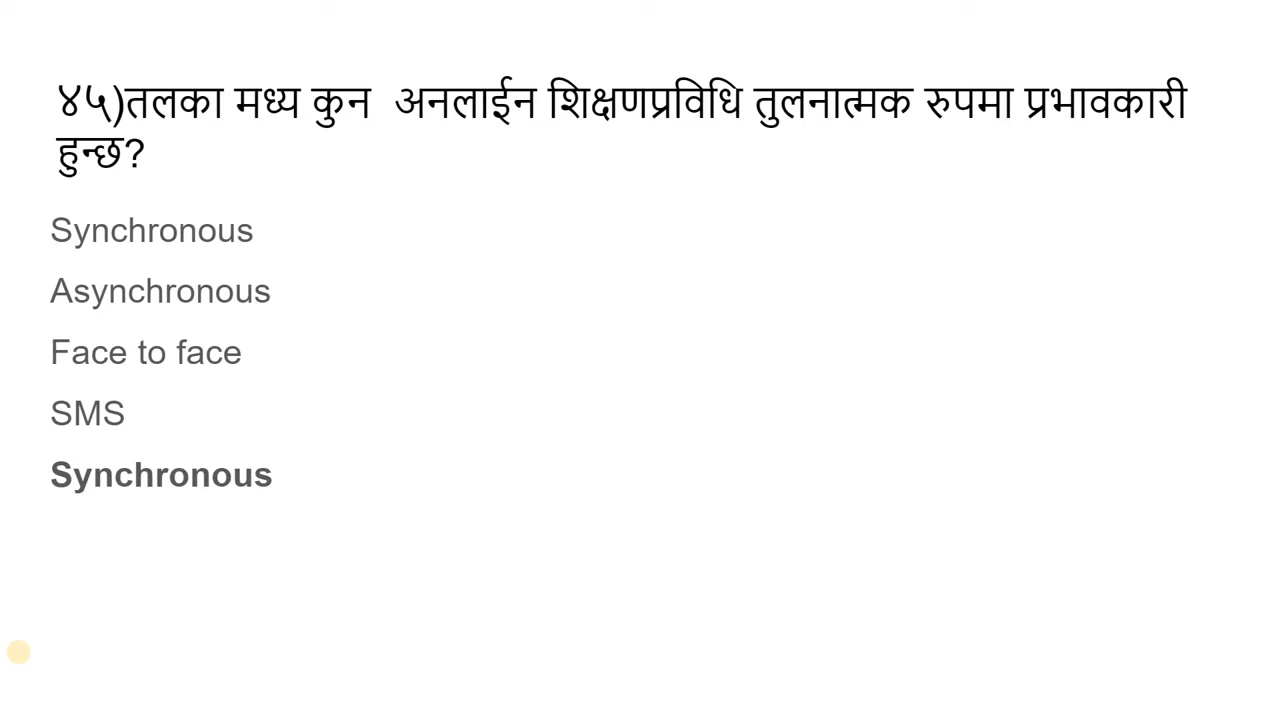 ४५)तलका मध्य कुन  अनलाईन शिक्षणप्रविधि तुलनात्मक रुपमा प्रभावकारी
हुन्छ?
Synchronous
Asynchronous
Face to face
SMS
Synchronous